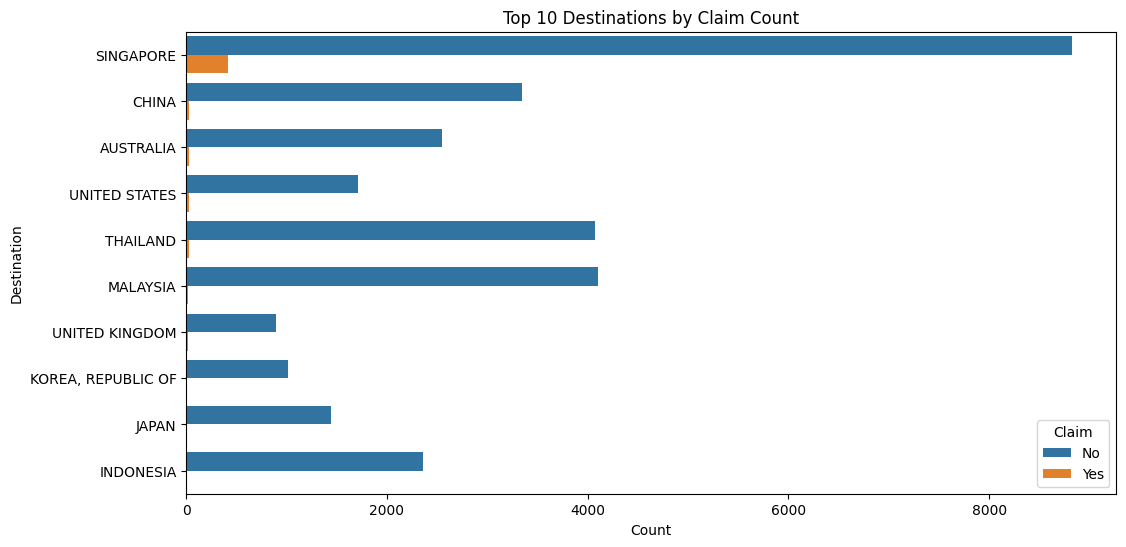 Top 10 Destinations by Claim Count
Destination
SINGAPORE
CHINA
AUSTRALIA
UNITED STATES
THAILAND
MALAYSIA
UNITED KINGDOM
KOREA, REPUBLIC OF
JAPAN
INDONESIA
Claim
No
Yes
0 2000 4000 6000 8000
Count